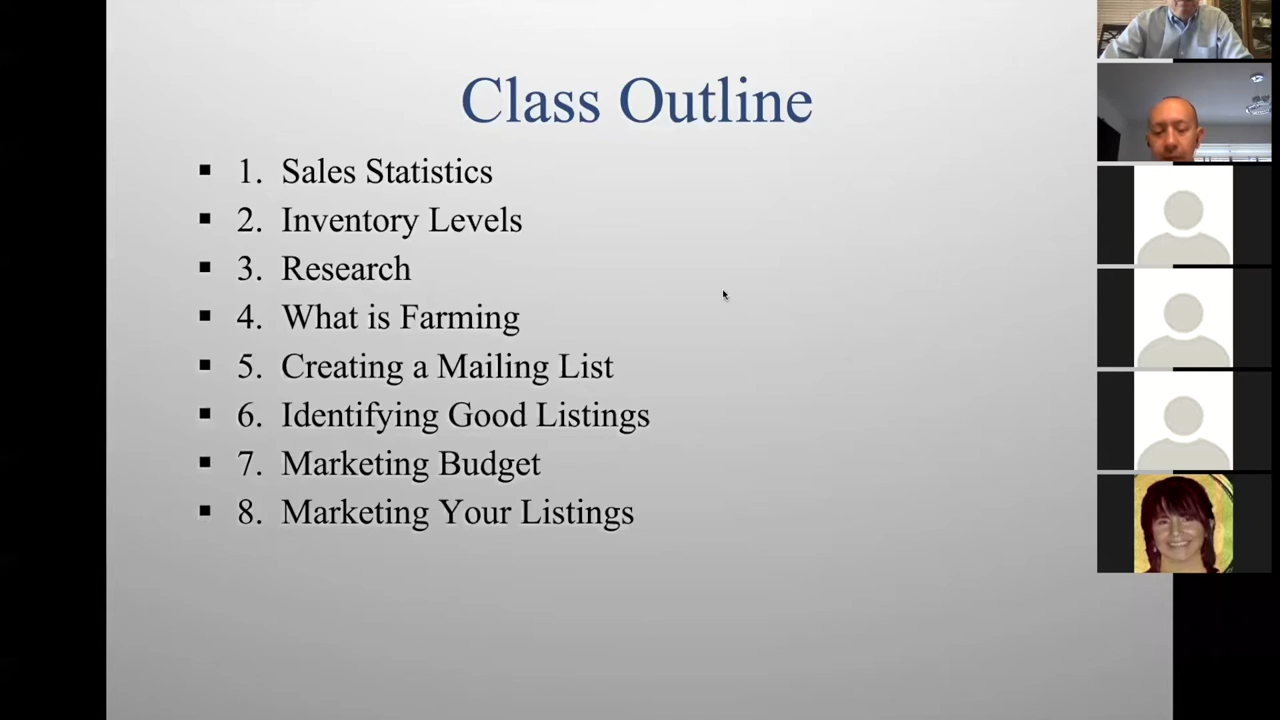 Class Outline
▪ 1. Sales Statistics
▪ 2. Inventory Levels
▪ 3. Research
▪ 4. What is Farming
▪ 5. Creating a Mailing List
▪ 6. Identifying Good Listings
▪ 7. Marketing Budget
▪ 8. Marketing Your Listings